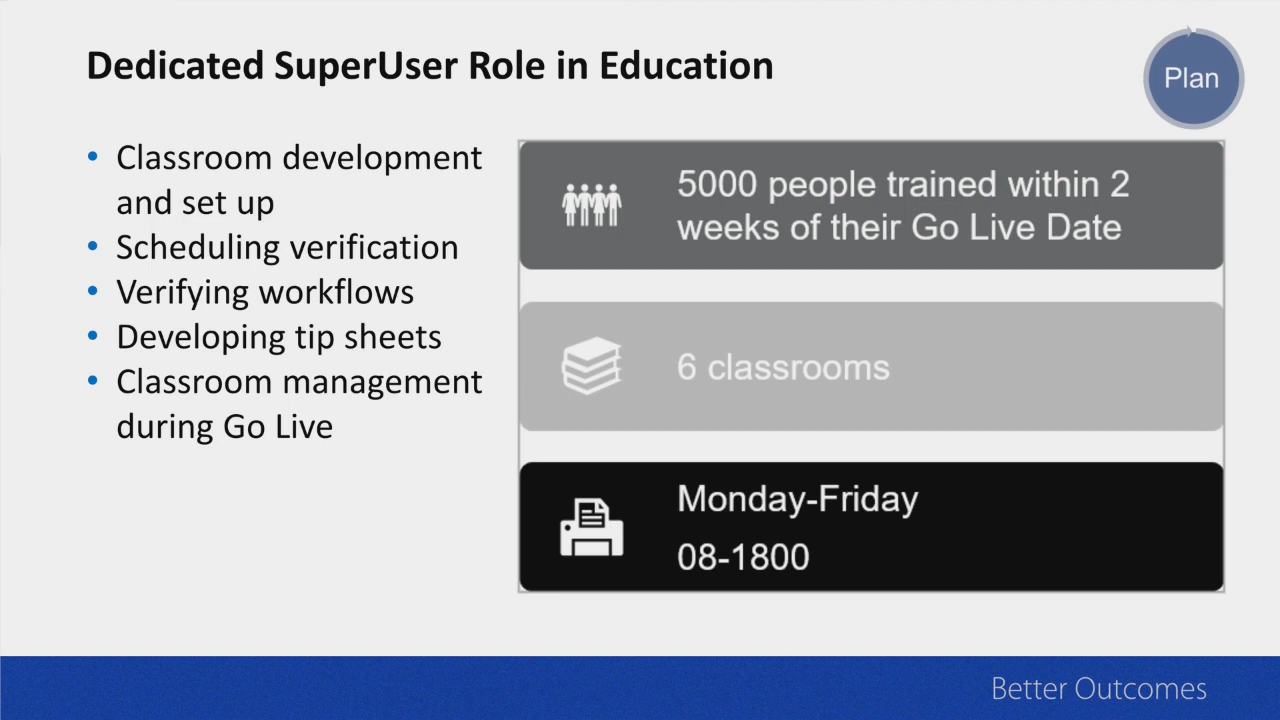 Dedicated SuperUser Role in Education
Plan
• Classroom development
and set up
• Scheduling verification
• Verifying workflows
• Developing tip sheets
• Classroom management
during Go Live
5000 people trained within 2
weeks of their Go Live Date
6 classrooms
Monday-Friday
08-1800
Better Outcomes